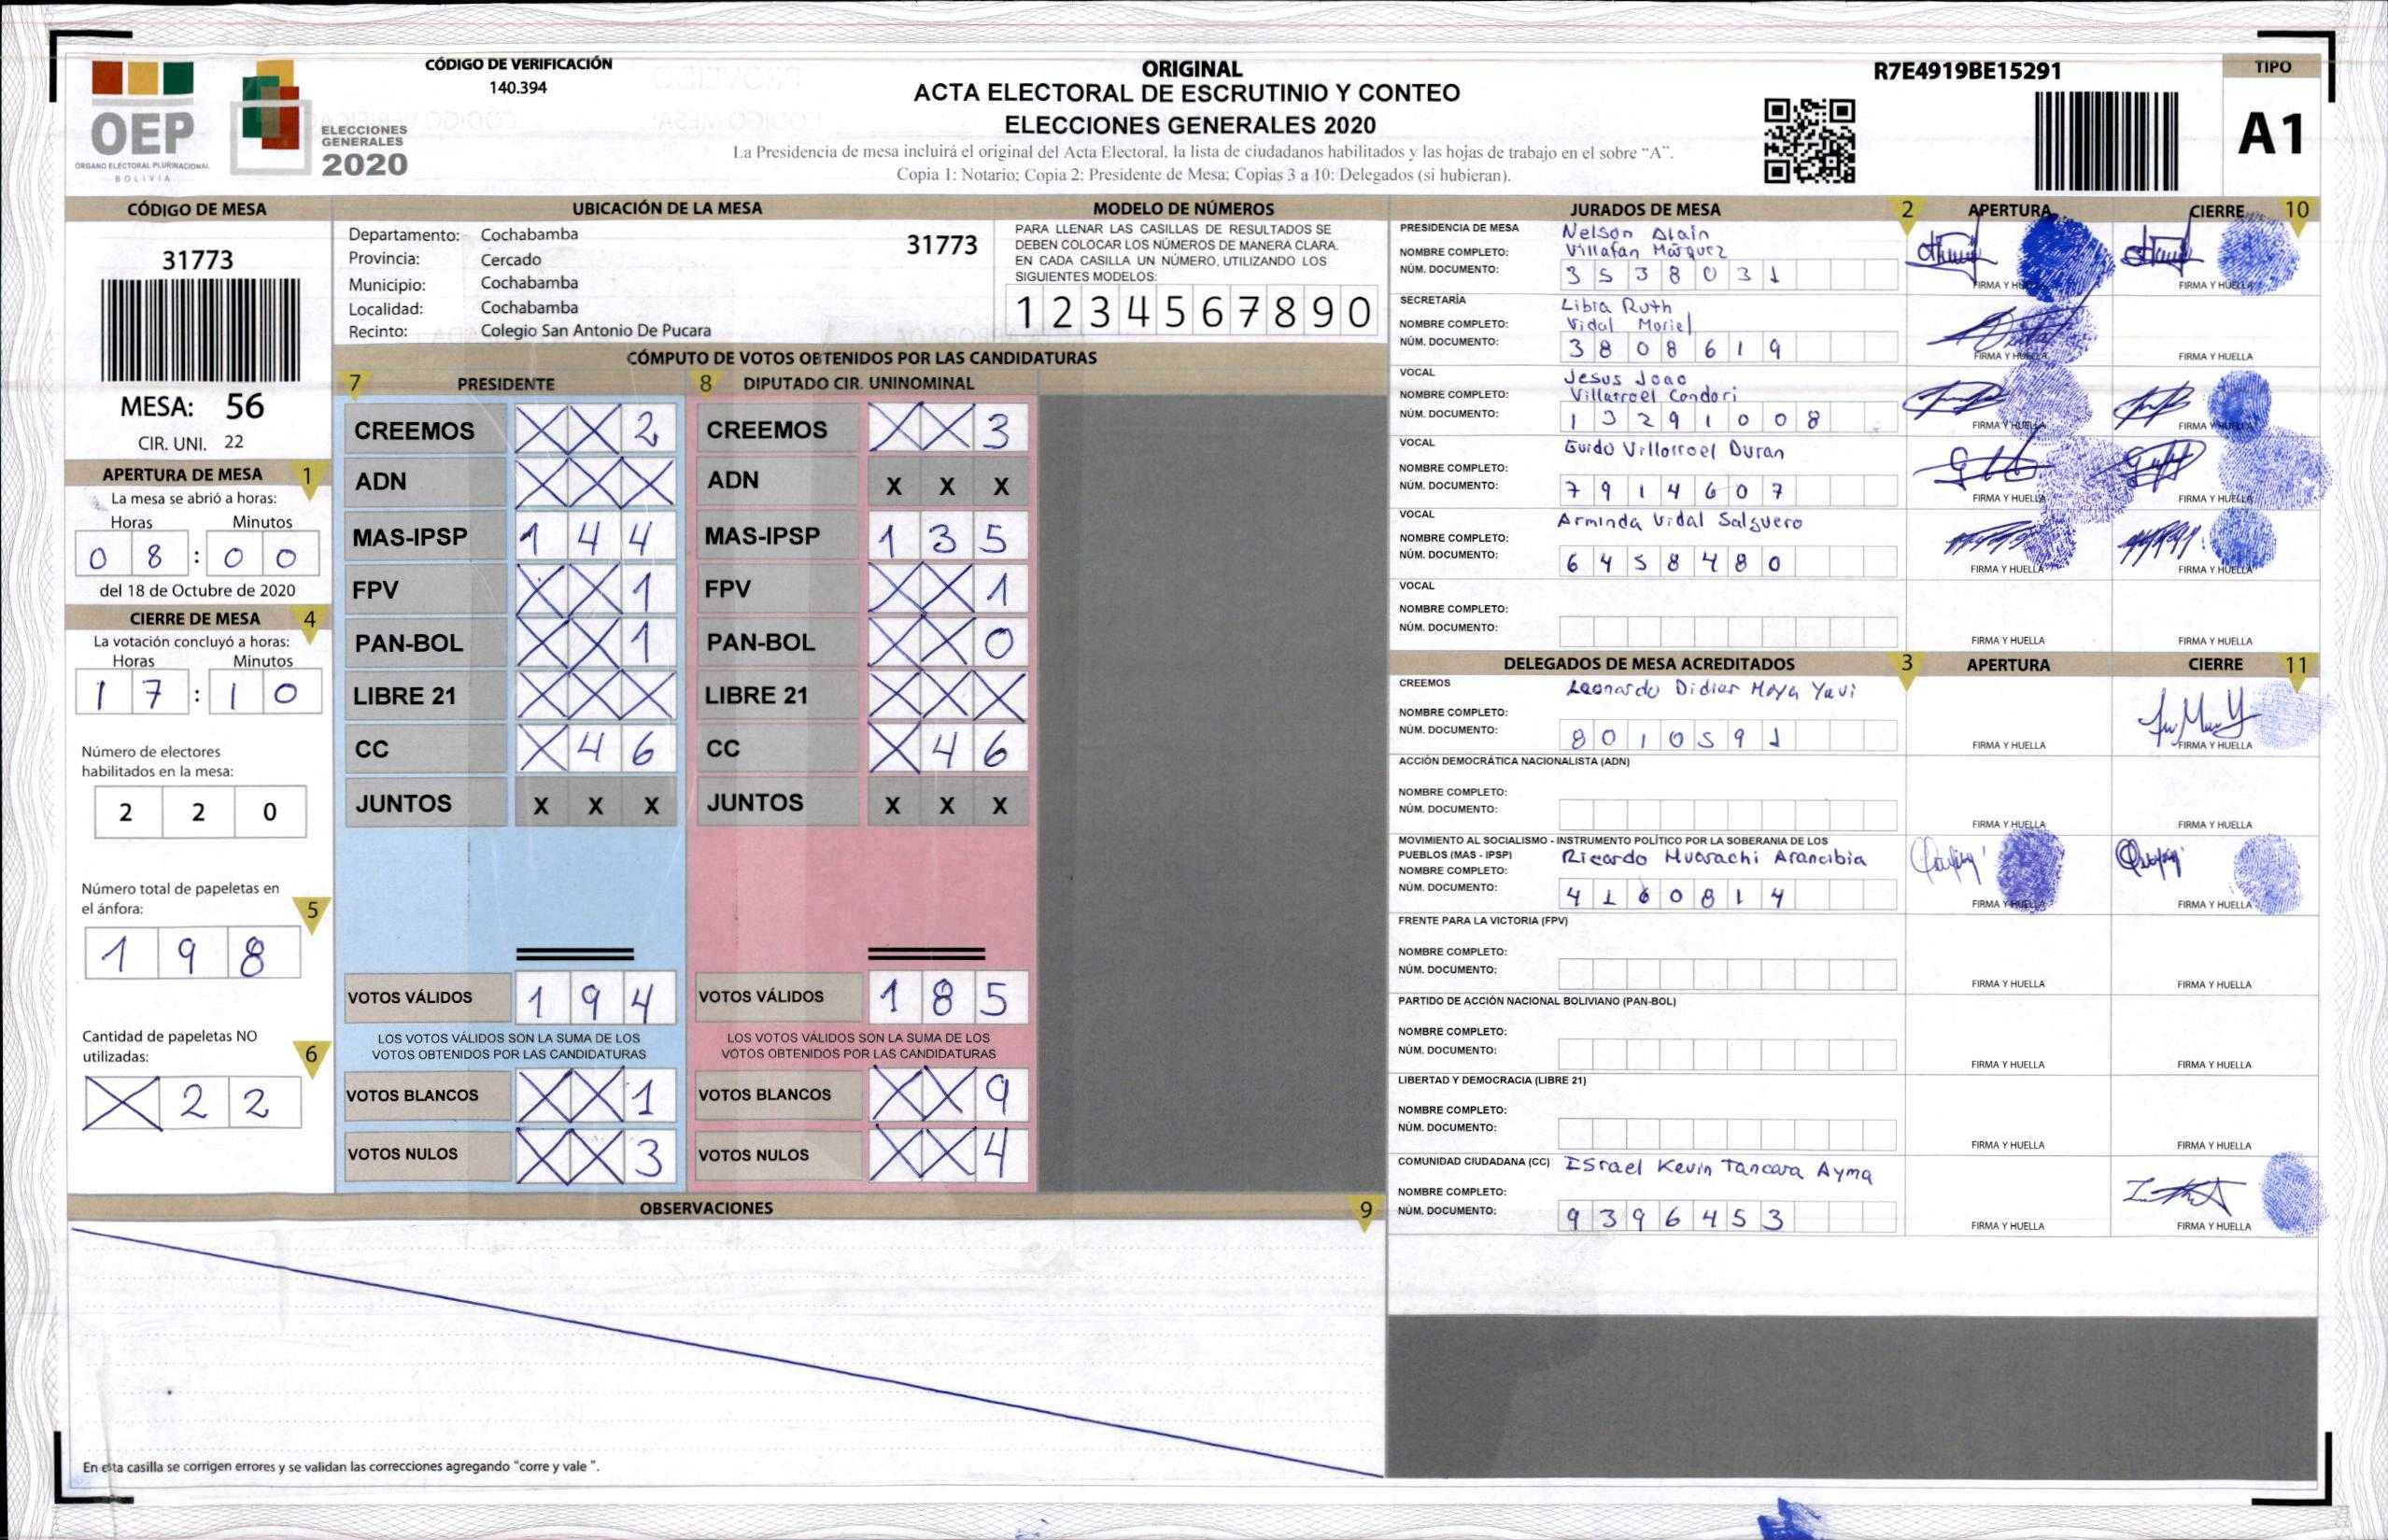 CÓDIGO DE VERIFICACIÓN
140.394
OEP
ÓRGANO ELECTORAL PLURINACIONAL
BOLIVIA
ELECCIONES
GENERALES
2020
ORIGINAL
ACTA ELECTORAL DE ESCRUTINIO Y CONTEO
ELECCIONES GENERALES 2020
La Presidencia de mesa incluirá el original del Acta Electoral, la lista de ciudadanos habilitados y las hojas de trabajo en el sobre “A”.
Copia 1: Notario; Copia 2: Presidente de Mesa; Copias 3 a 10: Delegados (si hubieran).
R7E4919BE15291
TIPO
A1
CÓDIGO DE MESA
31773
MESA: 56
CIR. UNI. 22
APERTURA DE MESA 1
La mesa se abrió a horas:
Horas Minutos
0 8 : 0 0
del 18 de Octubre de 2020
CIERRE DE MESA 4
La votación concluyó a horas:
Horas Minutos
1 7 : 1 0
Número de electores
habilitados en la mesa:
2 2 0
Número total de papeletas en
el ánfora: 5
1 9 8
Cantidad de papeletas NO
utilizadas: 6
X 2 2
UBICACIÓN DE LA MESA
Departamento: Cochabamba
Provincia: Cercado
Municipio: Cochabamba
Localidad: Cochabamba
Recinto: Colegio San Antonio De Pucara
31773
MODELO DE NÚMEROS
PARA LLENAR LAS CASILLAS DE RESULTADOS SE
DEBEN COLOCAR LOS NÚMEROS DE MANERA CLARA.
EN CADA CASILLA UN NÚMERO, UTILIZANDO LOS
SIGUIENTES MODELOS:
1 2 3 4 5 6 7 8 9 0
CÓMPUTO DE VOTOS OBTENIDOS POR LAS CANDIDATURAS
7 PRESIDENTE
CREEMOS X X 2
ADN X X X
MAS-IPSP 1 4 4
FPV X X 1
PAN-BOL X X 1
LIBRE 21 X X X
CC X 4 6
JUNTOS X X X
VOTOS VÁLIDOS 1 9 4
LOS VOTOS VÁLIDOS SON LA SUMA DE LOS
VOTOS OBTENIDOS POR LAS CANDIDATURAS
VOTOS BLANCOS X X 1
VOTOS NULOS X X 3
8 DIPUTADO CIR. UNINOMINAL
CREEMOS X X 3
ADN X X X
MAS-IPSP 1 3 5
FPV X X 1
PAN-BOL X X 0
LIBRE 21 X X X
CC X 4 6
JUNTOS X X X
VOTOS VÁLIDOS 1 8 5
LOS VOTOS VÁLIDOS SON LA SUMA DE LOS
VOTOS OBTENIDOS POR LAS CANDIDATURAS
VOTOS BLANCOS X X 9
VOTOS NULOS X X 4
OBSERVACIONES 9
En esta casilla se corrigen errores y se validan las correcciones agregando “corre y vale ”.
JURADOS DE MESA 2 APERTURA CIERRE 10
PRESIDENCIA DE MESA Nelson Alain
NOMBRE COMPLETO: Villafan Márquez
NÚM. DOCUMENTO: 3 5 3 8 0 3 1
FIRMA Y HUELLA FIRMA Y HUELLA
SECRETARÍA Libia Ruth
NOMBRE COMPLETO: Vidal Moriel
NÚM. DOCUMENTO: 3 8 0 8 6 1 9
FIRMA Y HUELLA FIRMA Y HUELLA
VOCAL Jesus Joao
NOMBRE COMPLETO: Villarroel Condori
NÚM. DOCUMENTO: 1 3 2 9 1 0 0 8
FIRMA Y HUELLA FIRMA Y HUELLA
VOCAL Guido Villarroel Duran
NOMBRE COMPLETO:
NÚM. DOCUMENTO: 7 9 1 4 6 0 7
FIRMA Y HUELLA FIRMA Y HUELLA
VOCAL Arminda Vidal Salguero
NOMBRE COMPLETO:
NÚM. DOCUMENTO: 6 4 5 8 4 8 0
FIRMA Y HUELLA FIRMA Y HUELLA
VOCAL
NOMBRE COMPLETO:
NÚM. DOCUMENTO:
FIRMA Y HUELLA FIRMA Y HUELLA
DELEGADOS DE MESA ACREDITADOS 3 APERTURA CIERRE 11
CREEMOS Leonardo Didier Moya Yavi
NOMBRE COMPLETO:
NÚM. DOCUMENTO: 8 0 1 0 5 9 1
FIRMA Y HUELLA FIRMA Y HUELLA
ACCIÓN DEMOCRÁTICA NACIONALISTA (ADN)
NOMBRE COMPLETO:
NÚM. DOCUMENTO:
FIRMA Y HUELLA FIRMA Y HUELLA
MOVIMIENTO AL SOCIALISMO - INSTRUMENTO POLÍTICO POR LA SOBERANIA DE LOS
PUEBLOS (MAS - IPSP) Ricardo Huarachi Arancibia
NOMBRE COMPLETO:
NÚM. DOCUMENTO: 4 1 6 0 8 1 4
FIRMA Y HUELLA FIRMA Y HUELLA
FRENTE PARA LA VICTORIA (FPV)
NOMBRE COMPLETO:
NÚM. DOCUMENTO:
FIRMA Y HUELLA FIRMA Y HUELLA
PARTIDO DE ACCIÓN NACIONAL BOLIVIANO (PAN-BOL)
NOMBRE COMPLETO:
NÚM. DOCUMENTO:
FIRMA Y HUELLA FIRMA Y HUELLA
LIBERTAD Y DEMOCRACIA (LIBRE 21)
NOMBRE COMPLETO:
NÚM. DOCUMENTO:
FIRMA Y HUELLA FIRMA Y HUELLA
COMUNIDAD CIUDADANA (CC) Israel Kevin Tancara Ayma
NOMBRE COMPLETO:
NÚM. DOCUMENTO: 9 3 9 6 4 5 3
FIRMA Y HUELLA FIRMA Y HUELLA